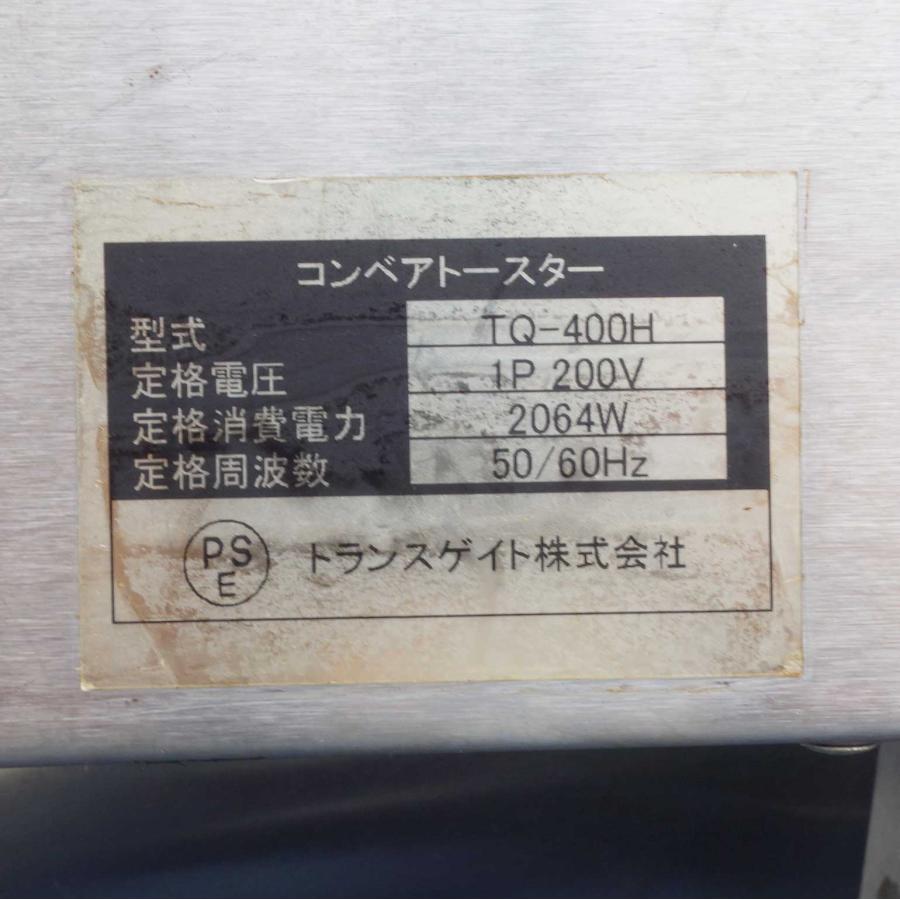 コンベアトースター
型式 TQ-400H
定格電圧 1P 200V
定格消費電力 2064W
定格周波数 50/60Hz
PS
E
トランスゲイト株式会社